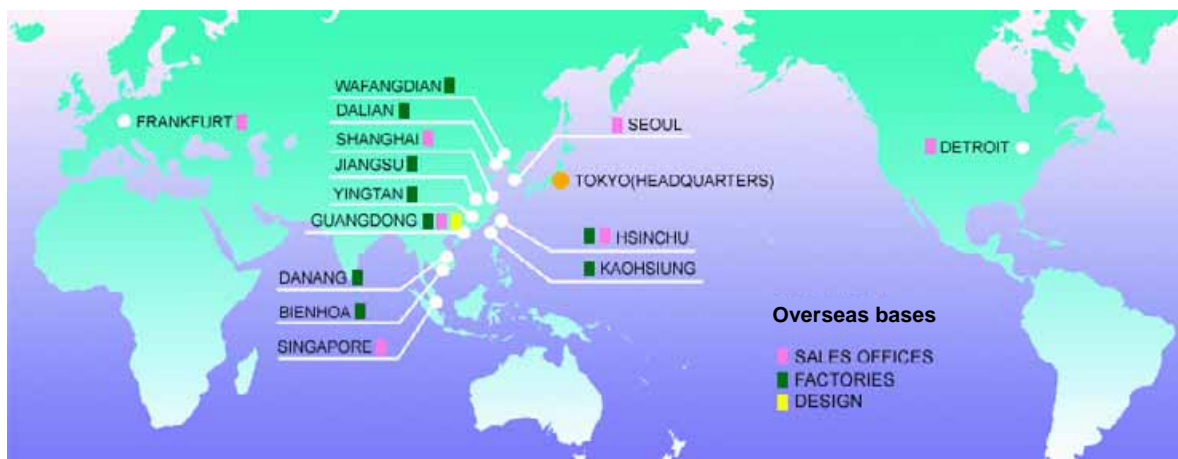 WAFANGDIAN
DALIAN
FRANKFURT
SHANGHAI
SEOUL
JIANGSU
DETROIT
YINGTAN
TOKYO(HEADQUARTERS)
GUANGDONG
HSINCHU
DANANG
KAOHSIUNG
BIENHOA
SINGAPORE
Overseas bases
SALES OFFICES
FACTORIES
DESIGN